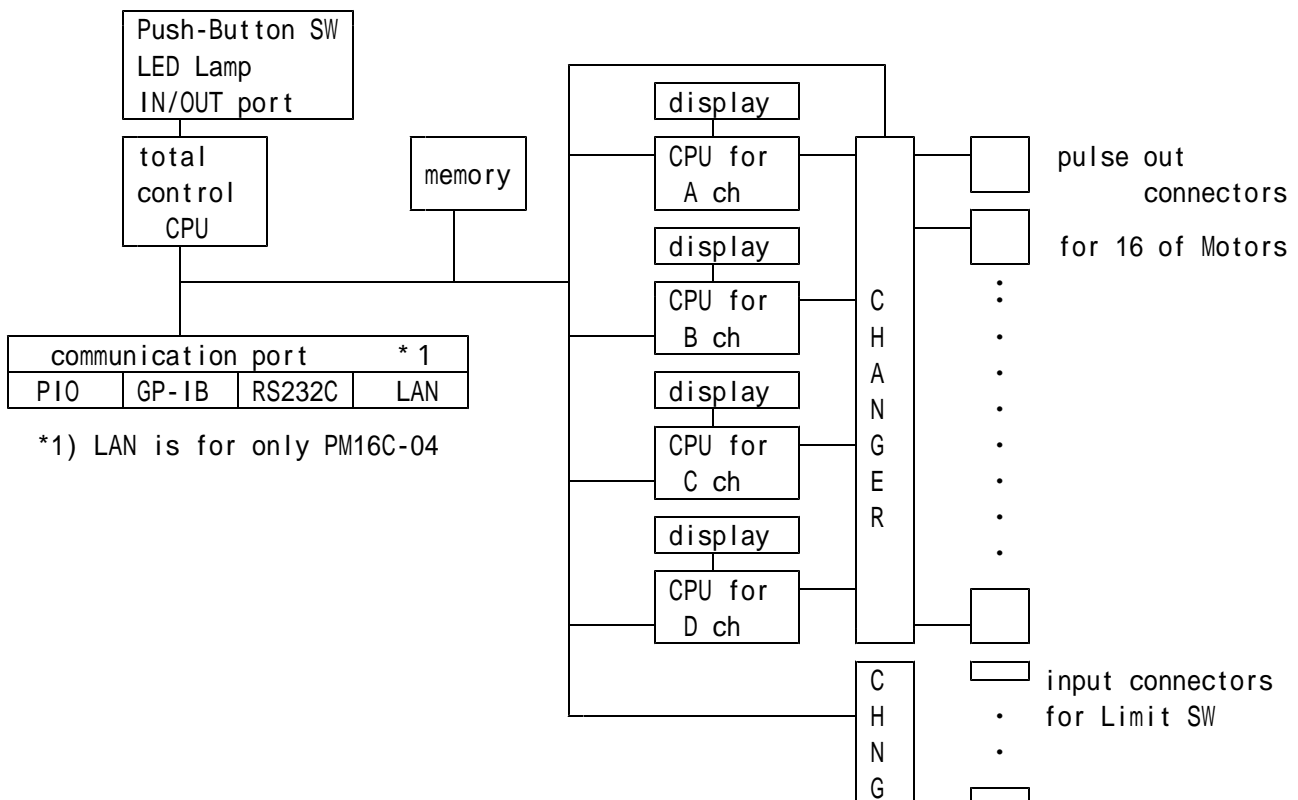 Push-Button SW
LED Lamp
IN/OUT port
total
control
CPU
memory
communication port *1
PIO GP-IB RS232C LAN
*1) LAN is for only PM16C-04
display
CPU for
A ch
display
CPU for
B ch
display
CPU for
C ch
display
CPU for
D ch
C
H
A
N
G
E
R
pulse out
connectors
for 16 of Motors
C
H
N
G
input connectors
for Limit SW